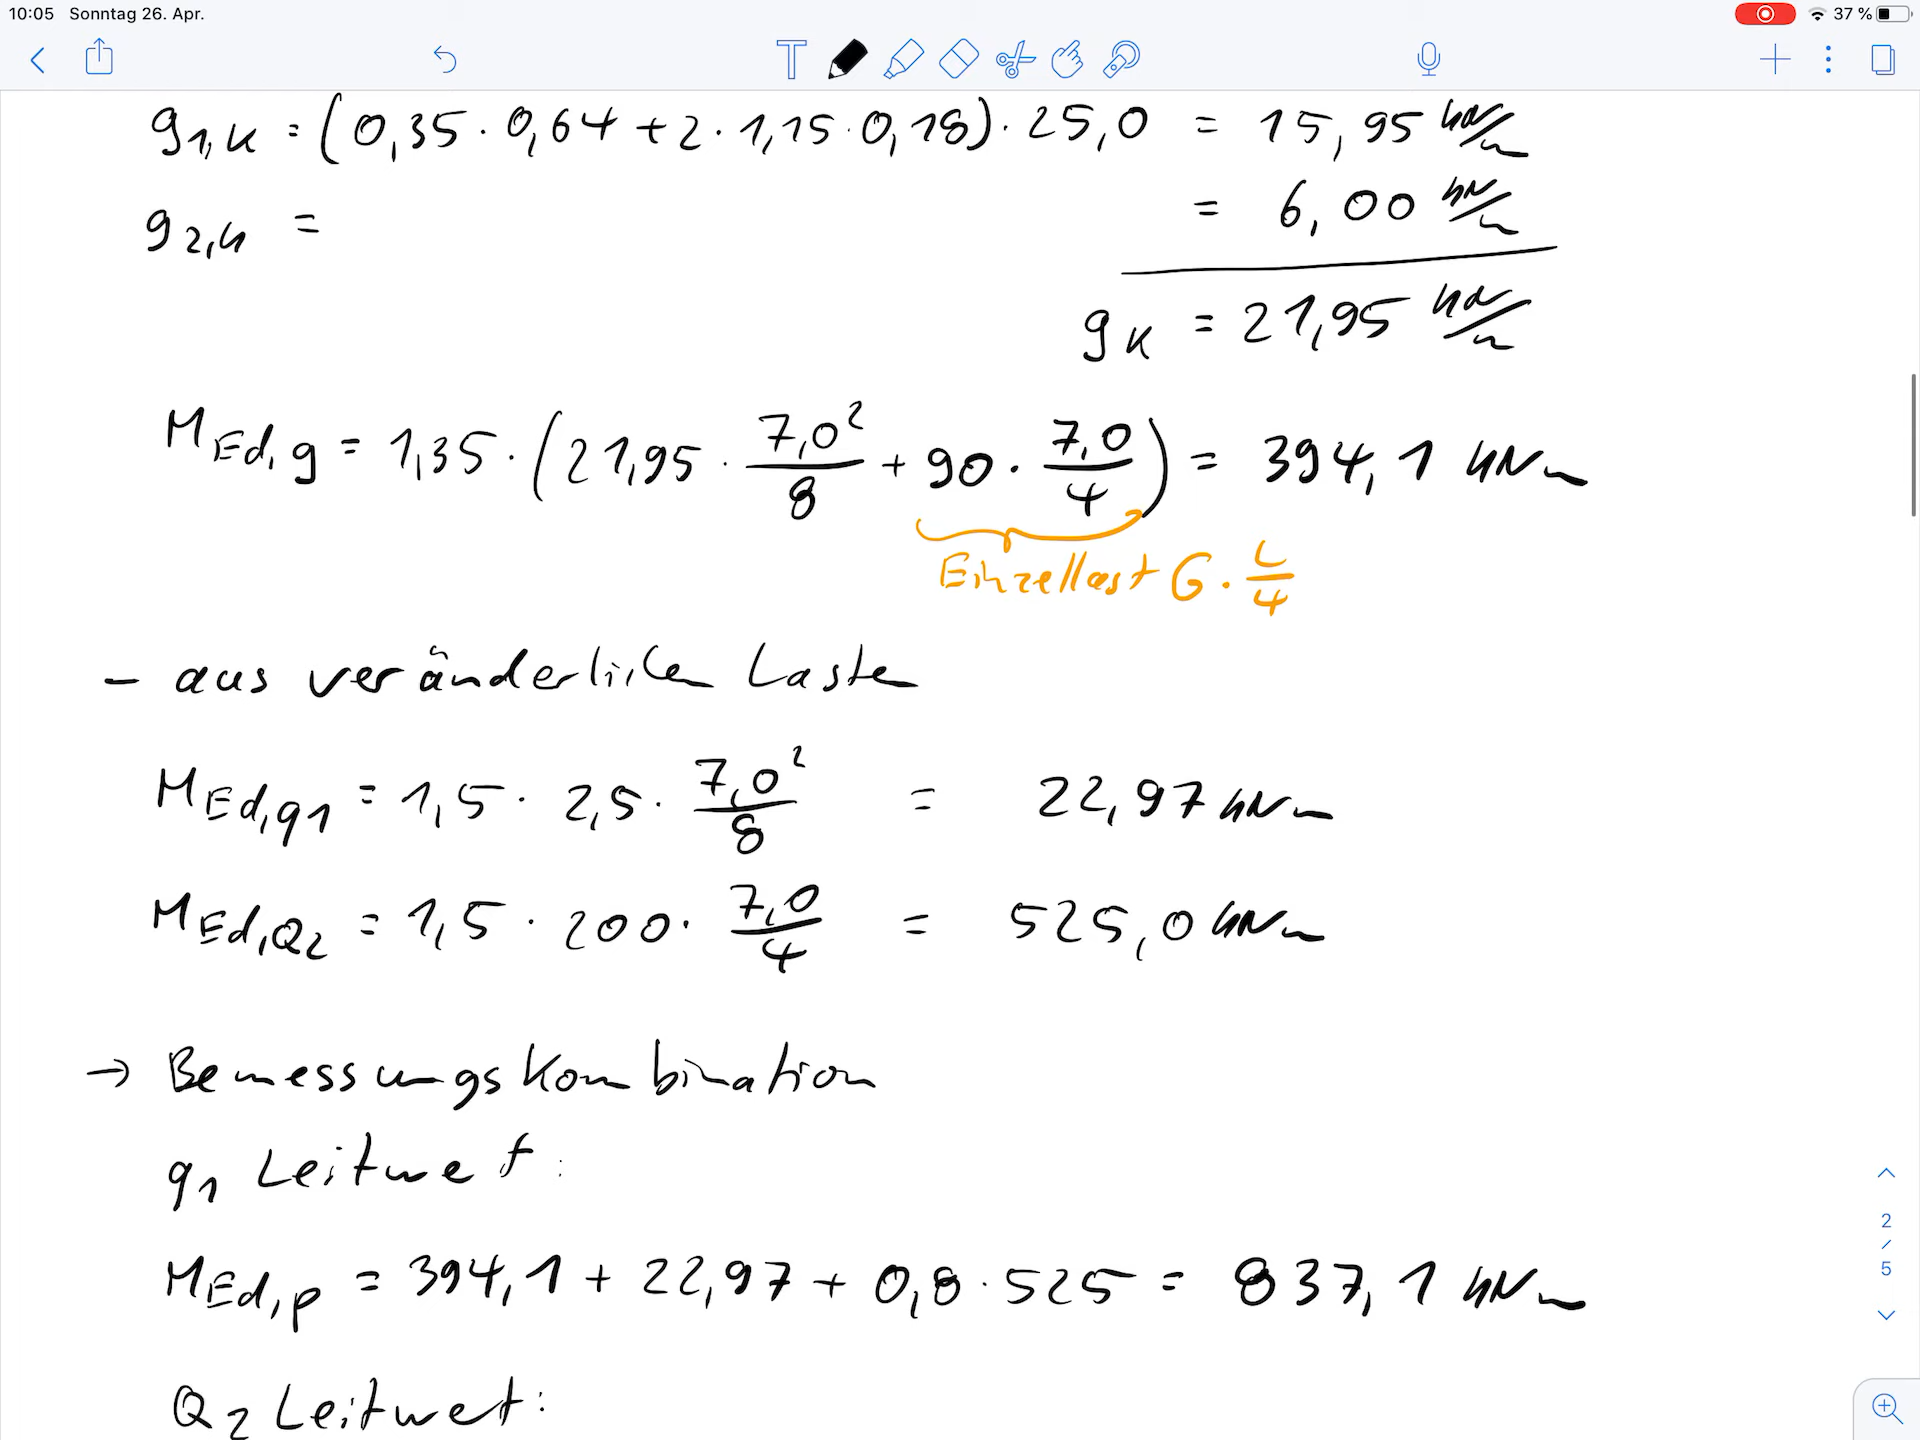 10:05 Sonntag 26. Apr. 37 %
g1,k = (0,35 · 0,64 + 2 · 1,15 · 0,18) · 25,0 = 15,95 kN/m
g2,k = = 6,00 kN/m
gk = 21,95 kN/m
MEd,g = 1,35 · (21,95 · 7,0²/8 + 90 · 7,0/4) = 394,1 kNm
Einzellast G · L/4
- aus veränderlichen Lasten
MEd,q1 = 1,5 · 2,5 · 7,0²/8 = 22,97 kNm
MEd,Q2 = 1,5 · 200 · 7,0/4 = 525,0 kNm
→ Bemessungskombination
q1 Leitwert:
MEd,p = 394,1 + 22,97 + 0,8 · 525 = 837,1 kNm
Q2 Leitwert:
2/5